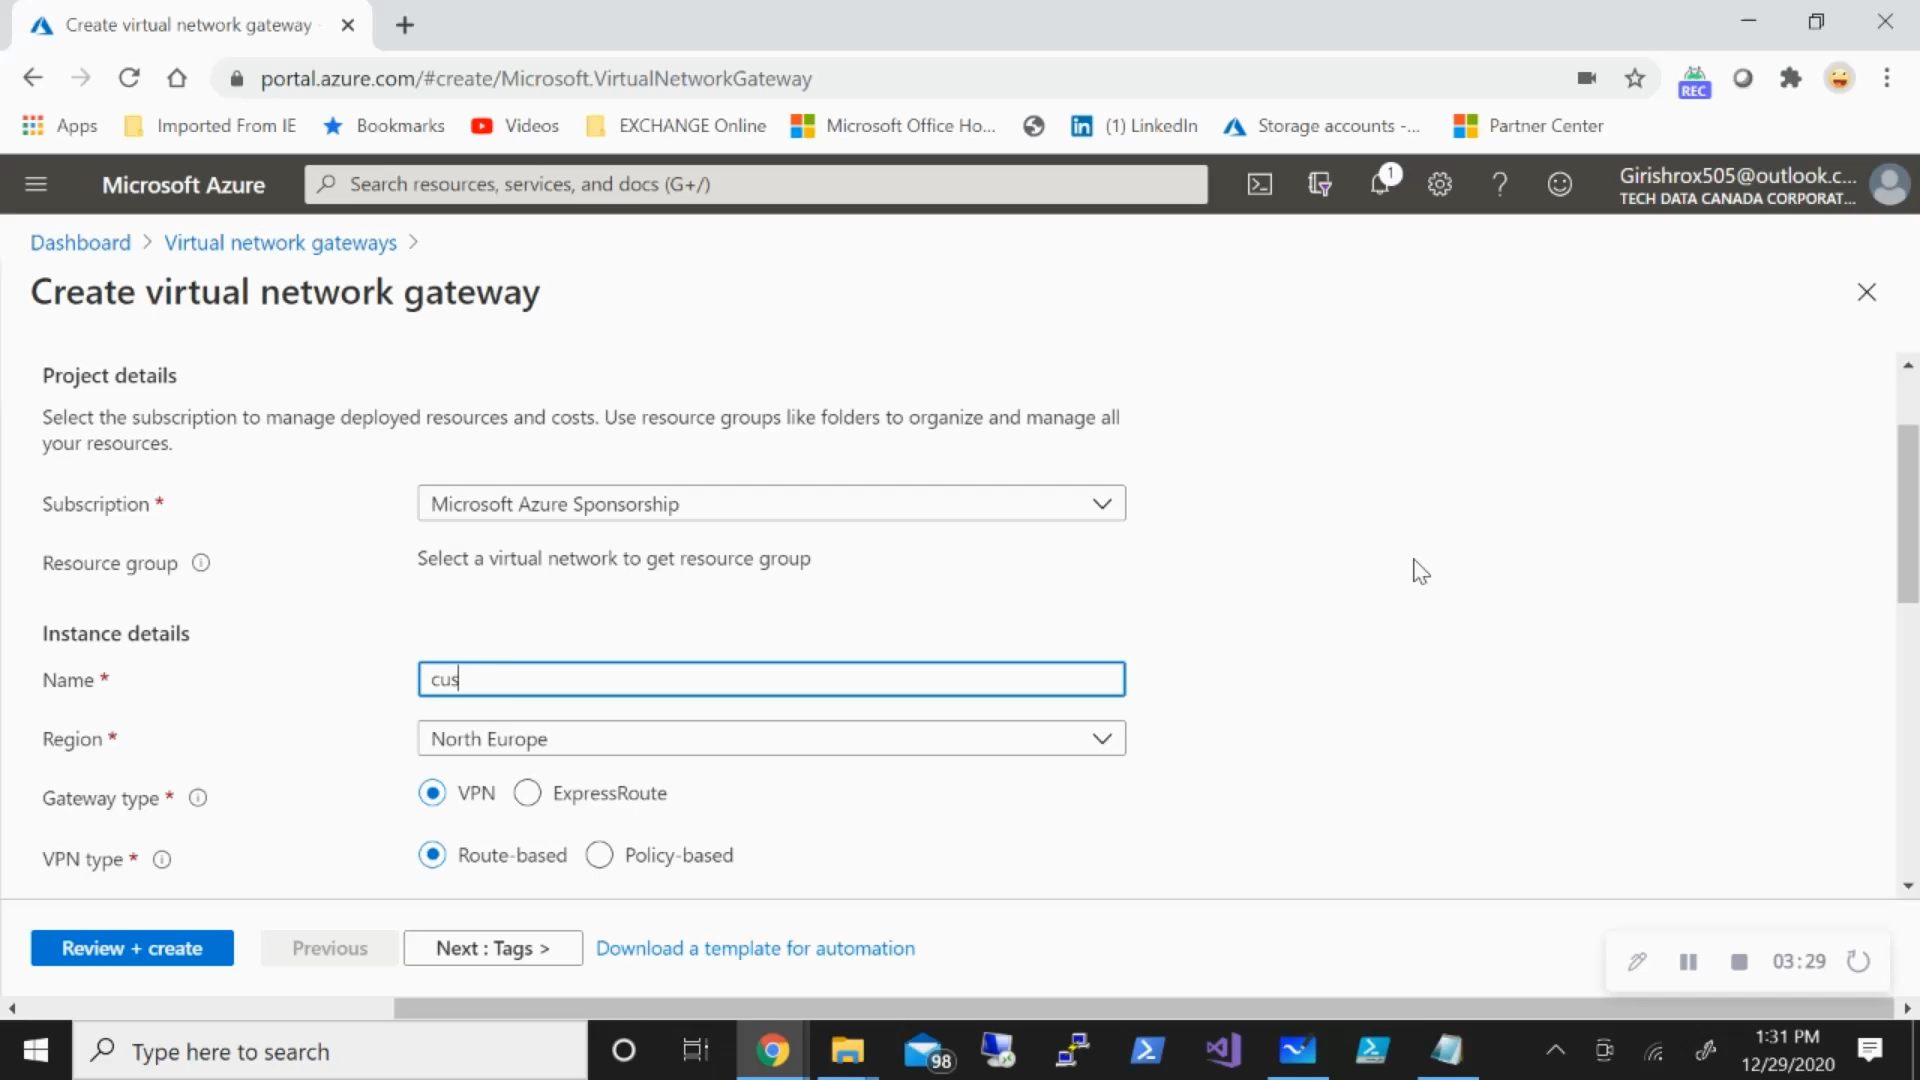 Create virtual network gateway
portal.azure.com/#create/Microsoft.VirtualNetworkGateway
REC
Apps
Imported From IE
Bookmarks
Videos
EXCHANGE Online
Microsoft Office Ho...
(1) LinkedIn
Storage accounts -...
Partner Center
Microsoft Azure
Search resources, services, and docs (G+/)
1
Girishrox505@outlook.c...
TECH DATA CANADA CORPORAT...
Dashboard > Virtual network gateways >
Create virtual network gateway
Project details
Select the subscription to manage deployed resources and costs. Use resource groups like folders to organize and manage all
your resources.
Subscription *
Microsoft Azure Sponsorship
Resource group
Select a virtual network to get resource group
Instance details
Name *
cus
Region *
North Europe
Gateway type *
VPN
ExpressRoute
VPN type *
Route-based
Policy-based
Review + create
Previous
Next : Tags >
Download a template for automation
03:29
Type here to search
98
1:31 PM
12/29/2020